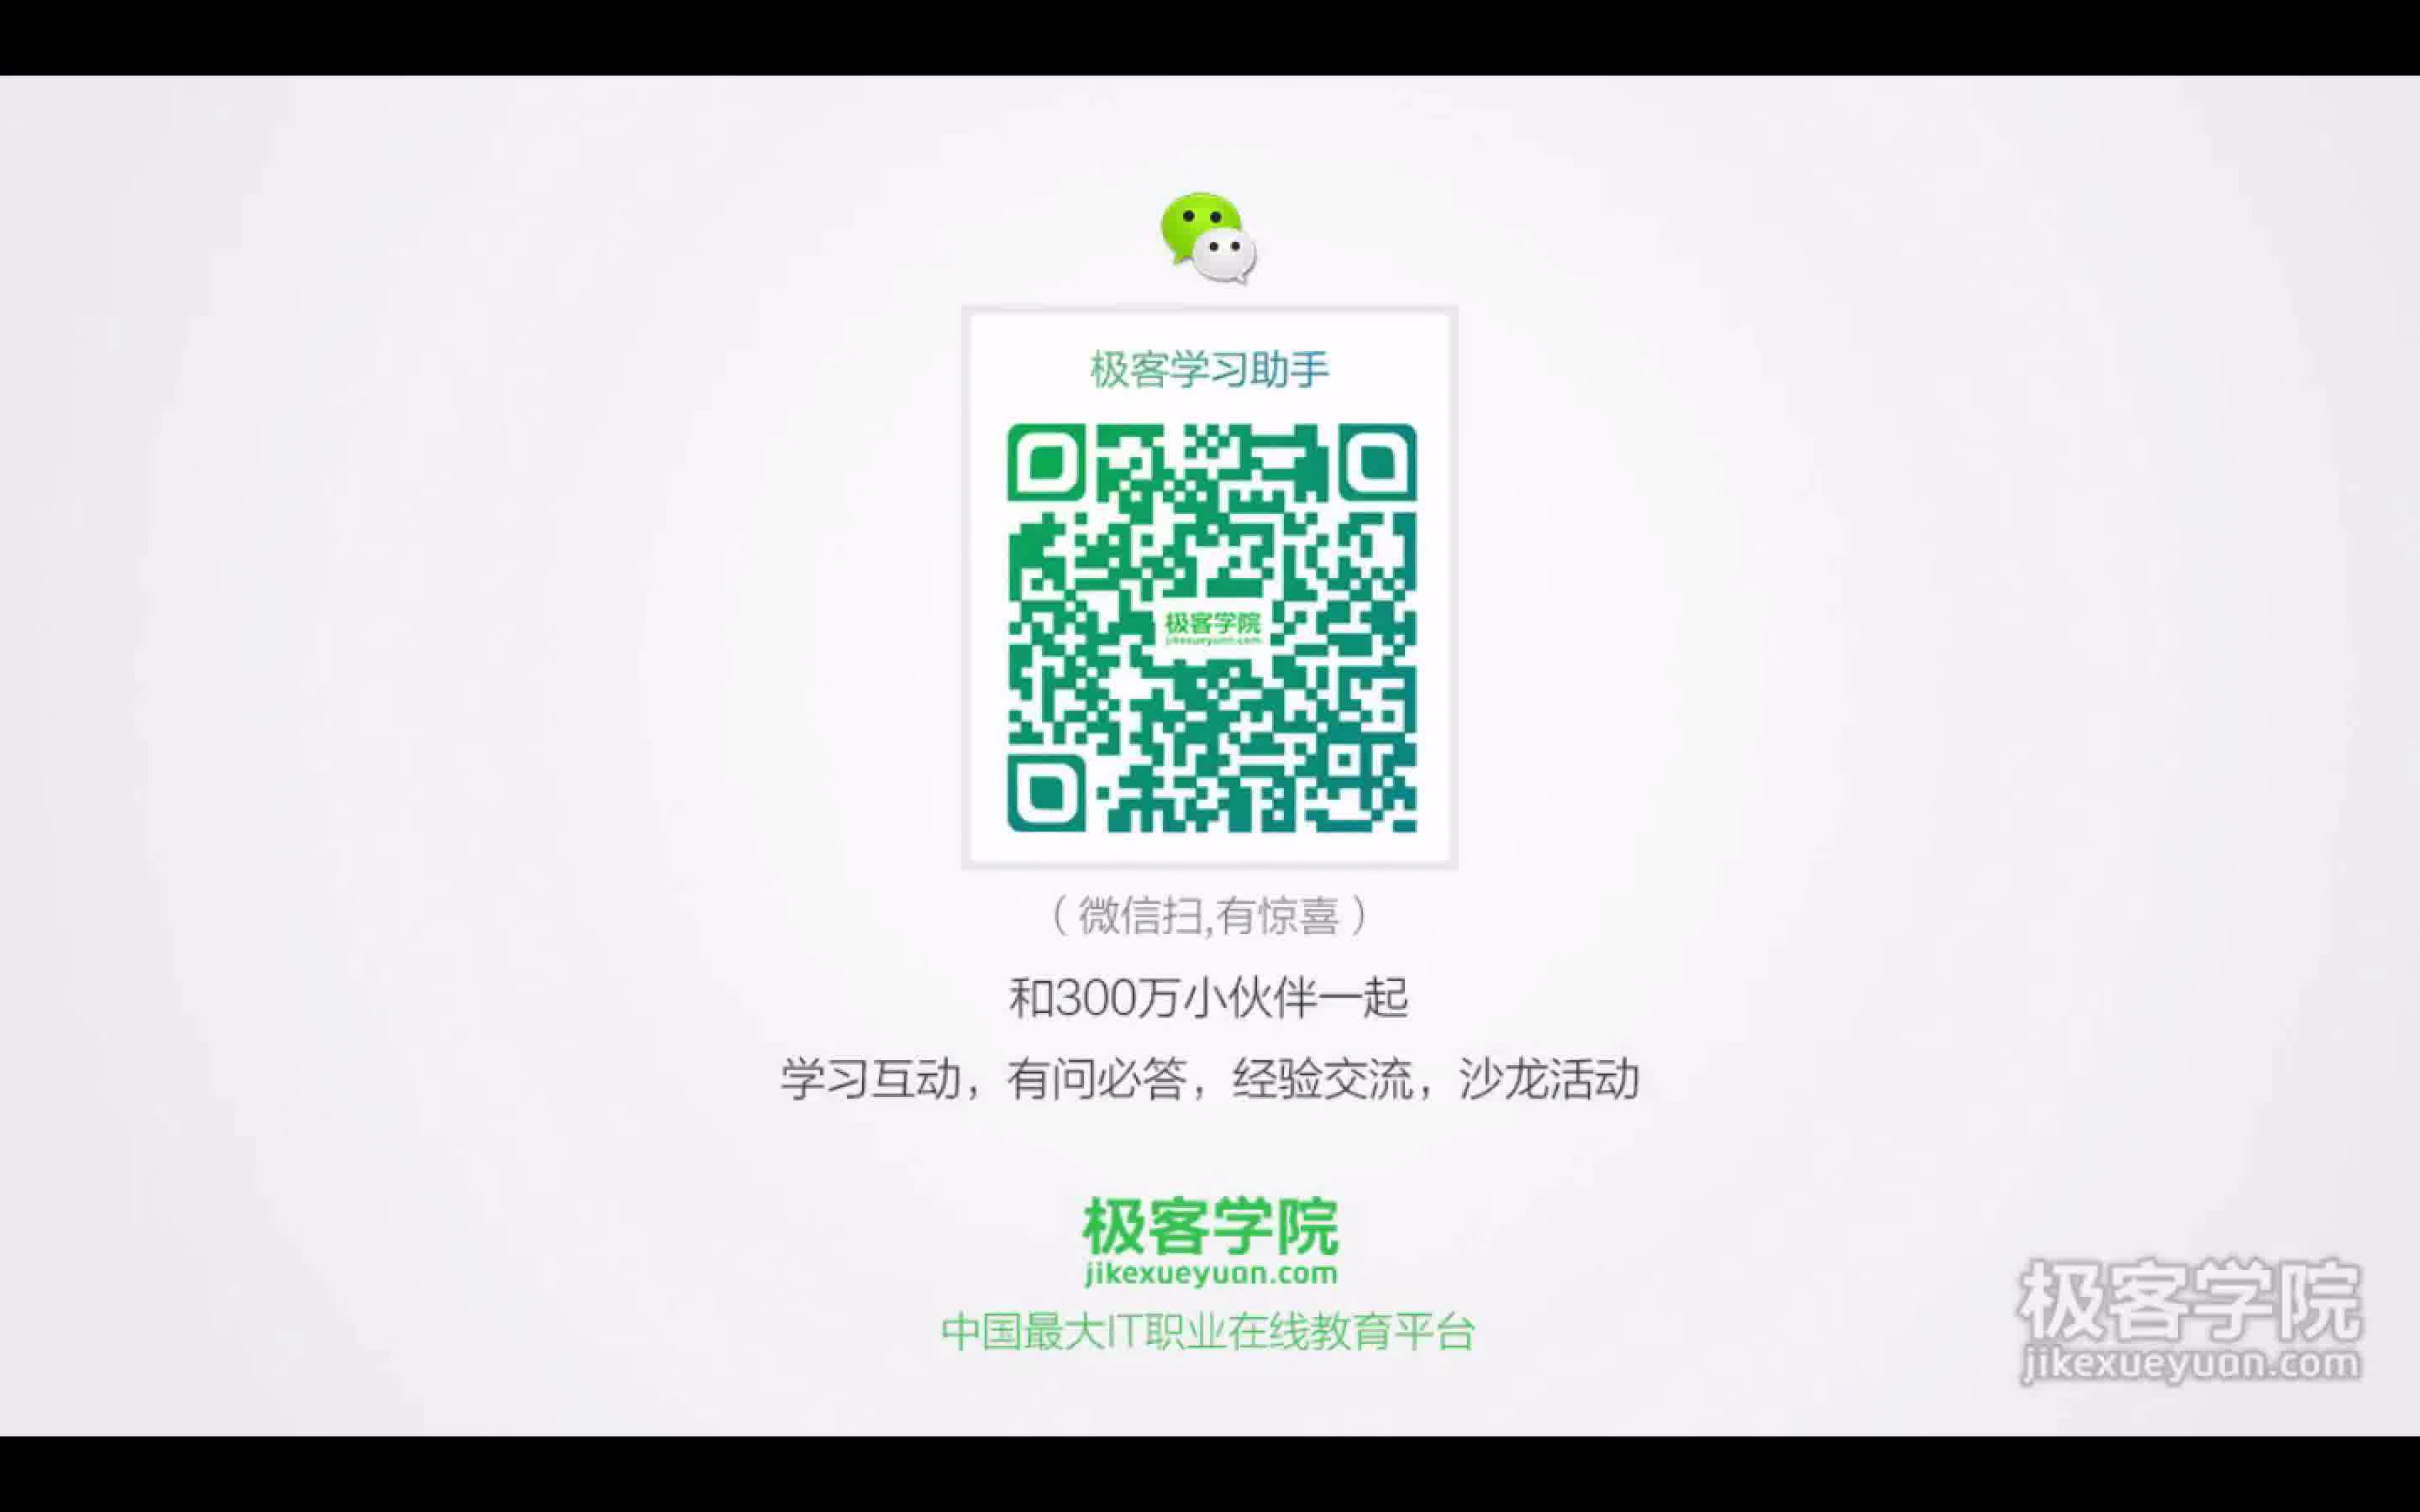 极客学习助手
极客学院
jikexueyuan.com
（微信扫,有惊喜）
和300万小伙伴一起
学习互动，有问必答，经验交流，沙龙活动
极客学院
jikexueyuan.com
中国最大IT职业在线教育平台
极客学院
jikexueyuan.com